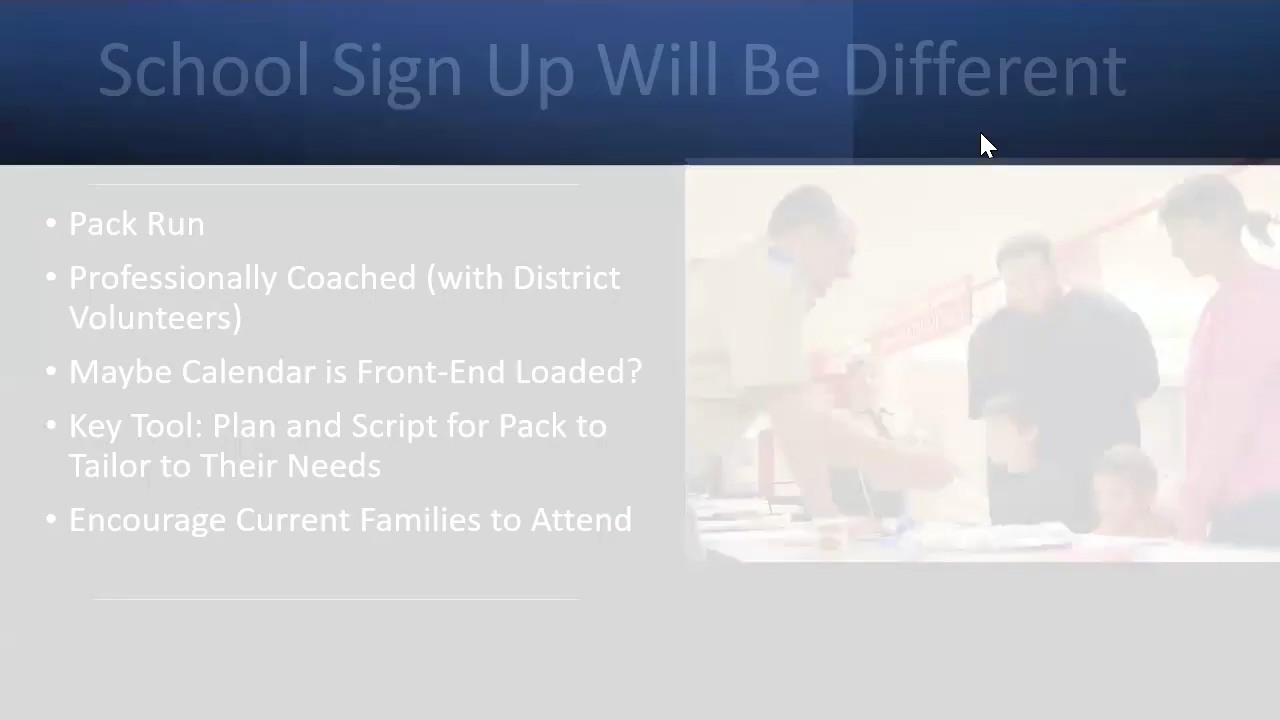 School Sign Up Will Be Different
• Pack Run
• Professionally Coached (with District
Volunteers)
• Maybe Calendar is Front-End Loaded?
• Key Tool: Plan and Script for Pack to
Tailor to Their Needs
• Encourage Current Families to Attend